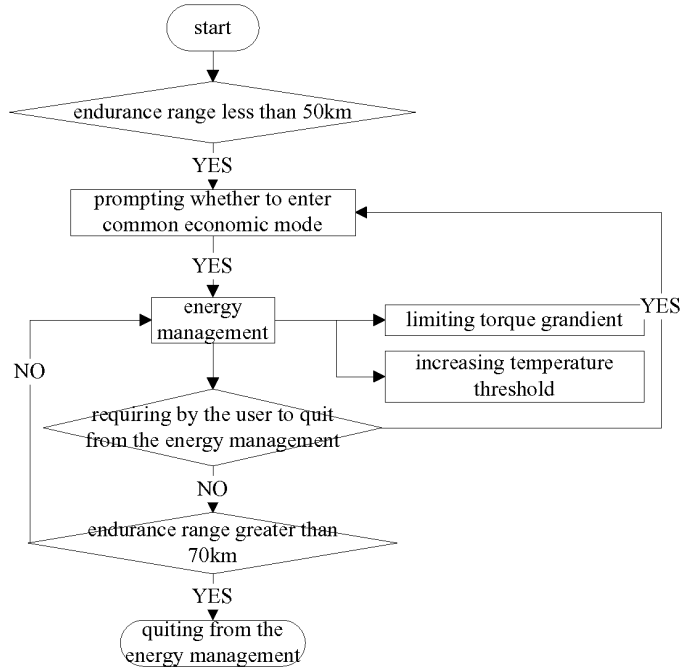 start
endurance range less than 50km
YES
prompting whether to enter
common economic mode
YES
energy
management
limiting torque grandient
YES
increasing temperature
threshold
NO
requiring by the user to quit
from the energy management
NO
endurance range greater than
70km
YES
quiting from the
energy management